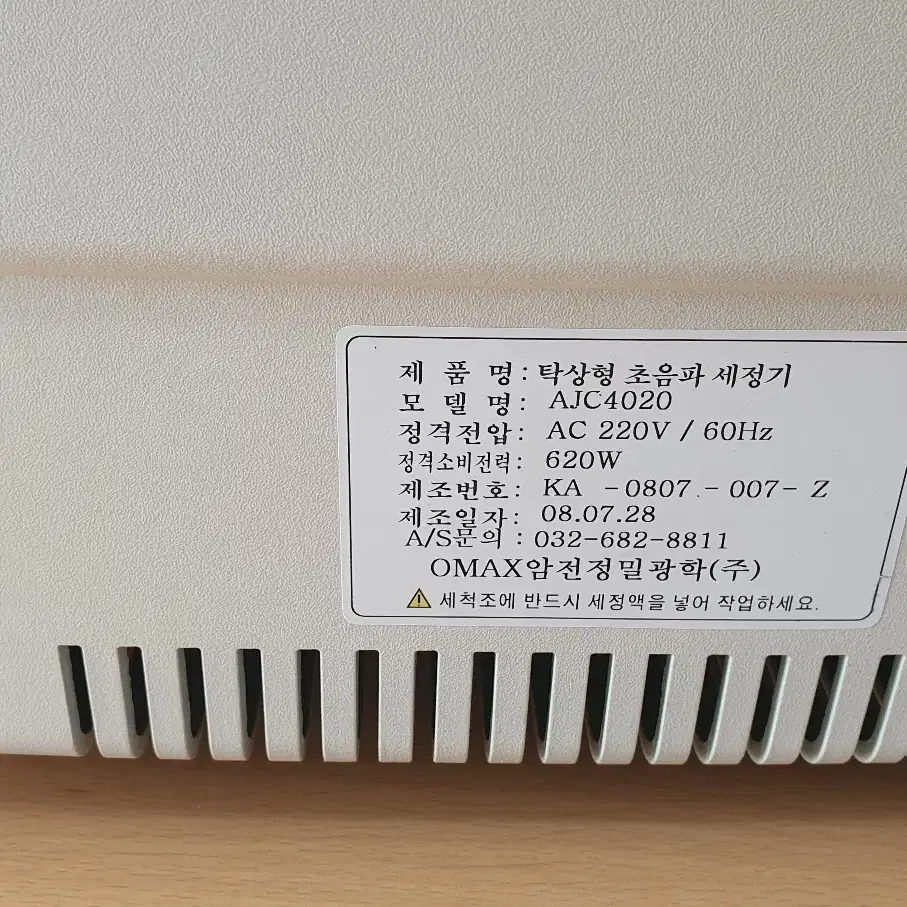 제 품 명 : 탁상형 초음파 세정기
모 델 명 : AJC4020
정격전압 : AC 220V / 60Hz
정격소비전력 : 620W
제조번호 : KA - 0807 - 007 - Z
제조일자 : 08.07.28
A/S문의 : 032-682-8811
OMAX암전정밀광학(주)
세척조에 반드시 세정액을 넣어 작업하세요.